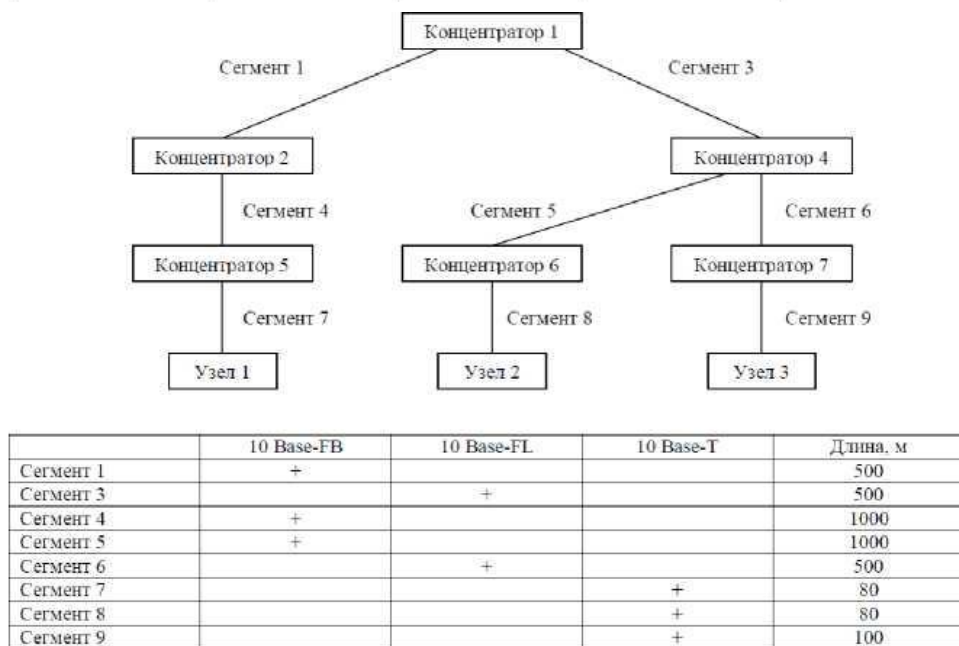 Концентратор 1
Сегмент 1
Сегмент 3
Концентратор 2
Концентратор 4
Сегмент 4
Сегмент 5
Сегмент 6
Концентратор 5
Концентратор 6
Концентратор 7
Сегмент 7
Сегмент 8
Сегмент 9
Узел 1
Узел 2
Узел 3
10 Base-FB 10 Base-FL 10 Base-T Длина, м
Сегмент 1 + 500
Сегмент 3 + 500
Сегмент 4 + 1000
Сегмент 5 + 1000
Сегмент 6 + 500
Сегмент 7 + 80
Сегмент 8 + 80
Сегмент 9 + 100